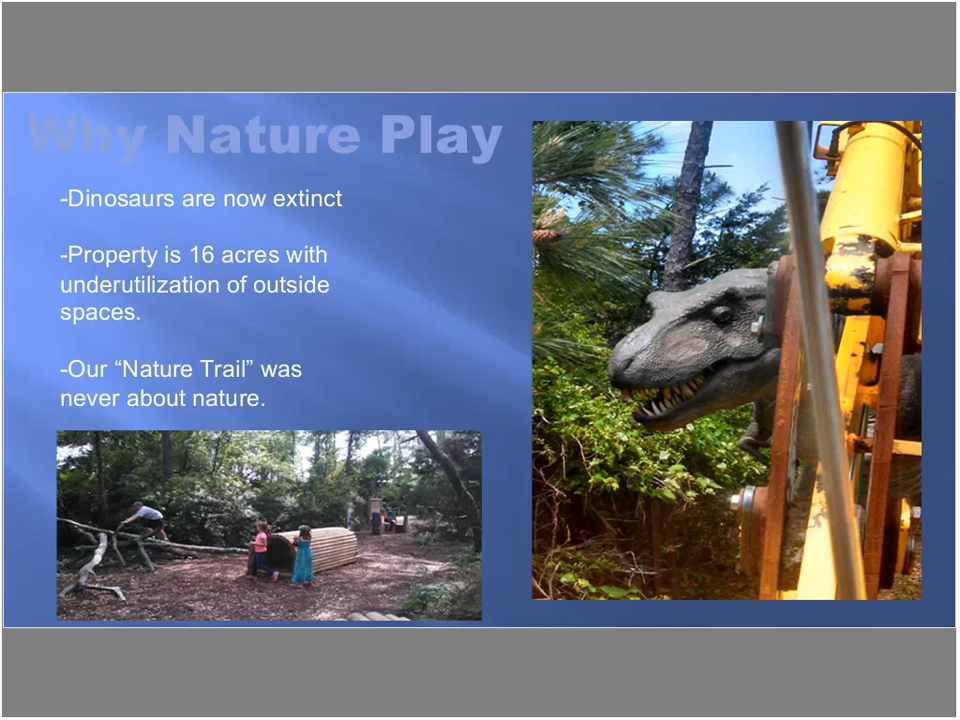 Why Nature Play
-Dinosaurs are now extinct
-Property is 16 acres with
underutilization of outside
spaces.
-Our “Nature Trail” was
never about nature.